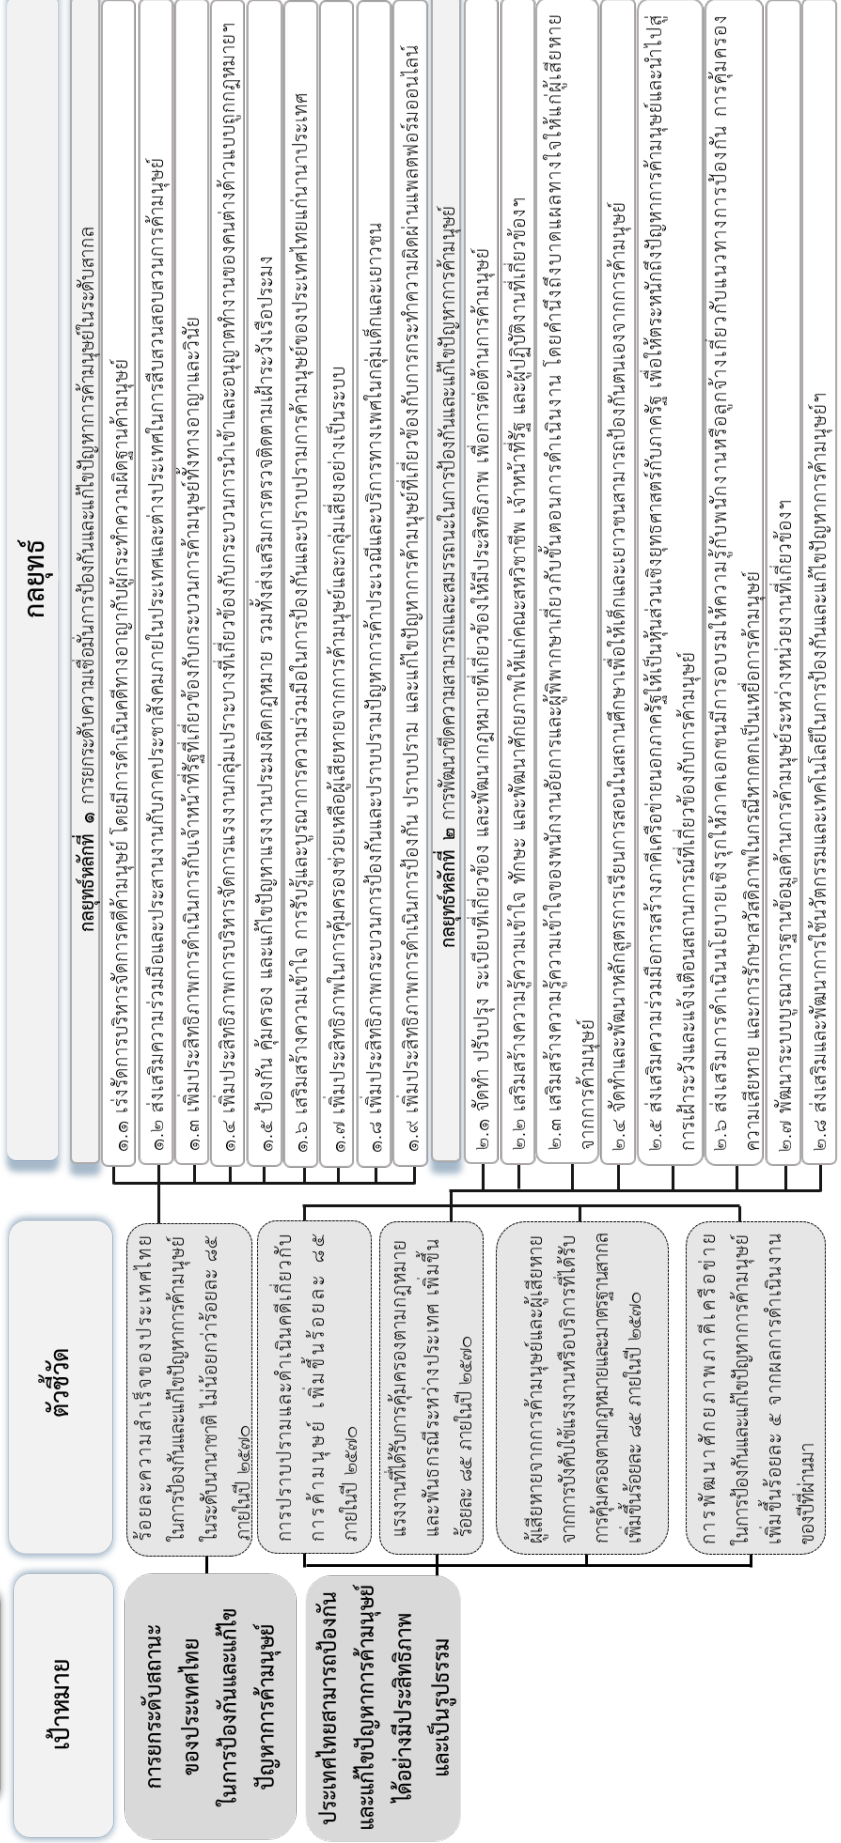 เป้าหมาย
ตัวชี้วัด
กลยุทธ์
การยกระดับสถานะ
ของประเทศไทย
ในการป้องกันและแก้ไข
ปัญหาการค้ามนุษย์
ประเทศไทยสามารถป้องกัน
และแก้ไขปัญหาการค้ามนุษย์
ได้อย่างมีประสิทธิภาพ
และเป็นรูปธรรม
ร้อยละความสำเร็จของประเทศไทย
ในการป้องกันและแก้ไขปัญหาการค้ามนุษย์
ในระดับนานาชาติ ไม่น้อยกว่าร้อยละ ๘๕
ภายในปี ๒๕๗๐
การปราบปรามและดำเนินคดีเกี่ยวกับ
การค้ามนุษย์ เพิ่มขึ้นร้อยละ ๘๕
ภายในปี ๒๕๗๐
แรงงานที่ได้รับการคุ้มครองตามกฎหมาย
และพันธกรณีระหว่างประเทศ เพิ่มขึ้น
ร้อยละ ๘๕ ภายในปี ๒๕๗๐
ผู้เสียหายจากการค้ามนุษย์และผู้เสียหาย
จากการบังคับใช้แรงงานหรือบริการที่ได้รับ
การคุ้มครองตามกฎหมายและมาตรฐานสากล
เพิ่มขึ้นร้อยละ ๘๕ ภายในปี ๒๕๗๐
การพัฒนาศักยภาพภาคีเครือข่าย
ในการป้องกันและแก้ไขปัญหาการค้ามนุษย์
เพิ่มขึ้นร้อยละ ๕ จากผลการดำเนินงาน
ของปีที่ผ่านมา
กลยุทธ์หลักที่ ๑ การยกระดับความเชื่อมั่นการป้องกันและแก้ไขปัญหาการค้ามนุษย์ในระดับสากล
๑.๑ เร่งรัดการบริหารจัดการคดีค้ามนุษย์ โดยมีการดำเนินคดีทางอาญากับผู้กระทำความผิดฐานค้ามนุษย์
๑.๒ ส่งเสริมความร่วมมือและประสานงานกับภาคประชาสังคมภายในประเทศและต่างประเทศในการสืบสวนสอบสวนการค้ามนุษย์
๑.๓ เพิ่มประสิทธิภาพการดำเนินการกับเจ้าหน้าที่รัฐที่เกี่ยวข้องกับกระบวนการค้ามนุษย์ทั้งทางอาญาและวินัย
๑.๔ เพิ่มประสิทธิภาพการบริหารจัดการแรงงานกลุ่มเปราะบางที่เกี่ยวข้องกับกระบวนการนำเข้าและอนุญาตทำงานของคนต่างด้าวแบบถูกกฎหมายฯ
๑.๕ ป้องกัน คุ้มครอง และแก้ไขปัญหาแรงงานประมงผิดกฎหมาย รวมทั้งส่งเสริมการตรวจติดตามเฝ้าระวังเรือประมง
๑.๖ เสริมสร้างความเข้าใจ การรับรู้และบูรณาการความร่วมมือในการป้องกันและปราบปรามการค้ามนุษย์ของประเทศไทยแก่นานาประเทศ
๑.๗ เพิ่มประสิทธิภาพในการคุ้มครองช่วยเหลือผู้เสียหายจากการค้ามนุษย์และกลุ่มเสี่ยงอย่างเป็นระบบ
๑.๘ เพิ่มประสิทธิภาพกระบวนการป้องกันและปราบปรามปัญหาการค้าประเวณีและบริการทางเพศในกลุ่มเด็กและเยาวชน
๑.๙ เพิ่มประสิทธิภาพการดำเนินการป้องกัน ปราบปราม และแก้ไขปัญหาการค้ามนุษย์ที่เกี่ยวข้องกับการกระทำความผิดผ่านแพลตฟอร์มออนไลน์
กลยุทธ์หลักที่ ๒ การพัฒนาขีดความสามารถและสมรรถนะในการป้องกันและแก้ไขปัญหาการค้ามนุษย์
๒.๑ จัดทำ ปรับปรุง ระเบียบที่เกี่ยวข้อง และพัฒนากฎหมายที่เกี่ยวข้องให้มีประสิทธิภาพ เพื่อการต่อต้านการค้ามนุษย์
๒.๒ เสริมสร้างความรู้ความเข้าใจ ทักษะ และพัฒนาศักยภาพให้แก่คณะสหวิชาชีพ เจ้าหน้าที่รัฐ และผู้ปฏิบัติงานที่เกี่ยวข้องฯ
๒.๓ เสริมสร้างความรู้ความเข้าใจของพนักงานอัยการและผู้พิพากษาเกี่ยวกับขั้นตอนการดำเนินงาน โดยคำนึงถึงบาดแผลทางใจให้แก่ผู้เสียหาย
จากการค้ามนุษย์
๒.๔ จัดทำและพัฒนาหลักสูตรการเรียนการสอนในสถานศึกษาเพื่อให้เด็กและเยาวชนสามารถป้องกันตนเองจากการค้ามนุษย์
๒.๕ ส่งเสริมความร่วมมือการสร้างภาคีเครือข่ายนอกภาครัฐให้เป็นหุ้นส่วนเชิงยุทธศาสตร์กับภาครัฐ เพื่อให้ตระหนักถึงปัญหาการค้ามนุษย์และนำไปสู่
การเฝ้าระวังและแจ้งเตือนสถานการณ์ที่เกี่ยวข้องกับการค้ามนุษย์
๒.๖ ส่งเสริมการดำเนินนโยบายเชิงรุกให้ภาคเอกชนมีการอบรมให้ความรู้กับพนักงานหรือลูกจ้างเกี่ยวกับแนวทางการป้องกัน การคุ้มครอง
ความเสียหาย และการรักษาสวัสดิภาพในกรณีหากตกเป็นเหยื่อการค้ามนุษย์
๒.๗ พัฒนาระบบบูรณาการฐานข้อมูลด้านการค้ามนุษย์ระหว่างหน่วยงานที่เกี่ยวข้องฯ
๒.๘ ส่งเสริมและพัฒนาการใช้นวัตกรรมและเทคโนโลยีในการป้องกันและแก้ไขปัญหาการค้ามนุษย์ฯ